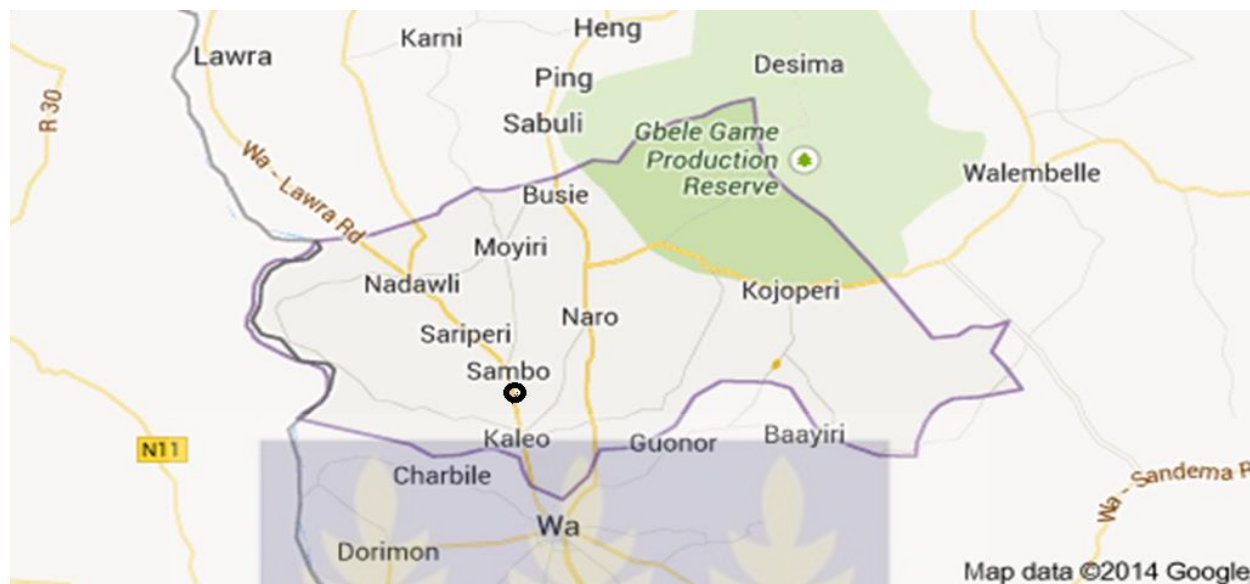 Heng
Karni
Lawra
Desima
Ping
R 30
Sabuli
Gbele Game
Production
Reserve
Wa - Lawra Rd
Walembelle
Busie
Moyiri
Nadawli
Kojoperi
Naro
Sariperi
Sambo
Kaleo
Guonor
Baayiri
N11
Charbile
Wa - Sandema R
Wa
Dorimon
Map data ©2014 Google